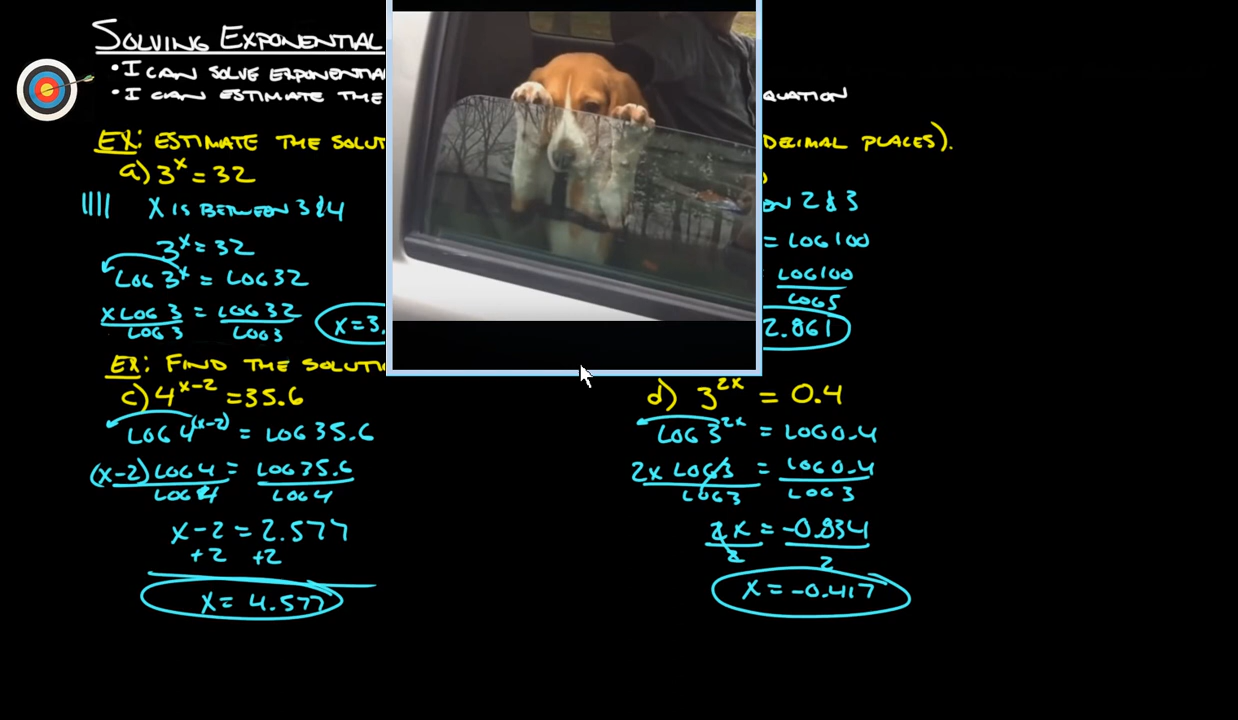 SOLVING EXPONENTIAL
• I CAN SOLVE EXPONENTIA
• I CAN ESTIMATE THE QUATION
EX: ESTIMATE THE SOLUT DECIMAL PLACES).
a) 3^x = 32
X IS BETWEEN 3 & 4
N 2 & 3
3^x = 32
= LOG 100
LOG 3^x = LOG 32
LOG 100
LOG 5
X LOG 3 = LOG 32
LOG 3 LOG 3
X = 3.
2.861
EX: FIND THE SOLUTI
c) 4^(x-2) = 35.6
d) 3^2x = 0.4
LOG 4^(x-2) = LOG 35.6
LOG 3^2x = LOG 0.4
(X-2) LOG 4 = LOG 35.6
LOG 4 LOG 4
2X LOG 3 = LOG 0.4
LOG 3 LOG 3
X - 2 = 2.577
+2 +2
2X = -0.834
2 2
X = 4.577
X = -0.417